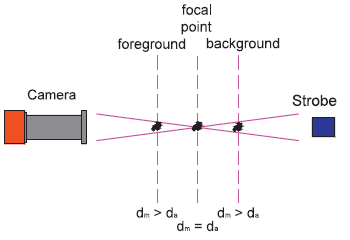 focal
point
foreground
background
Camera
Strobe
dm > da
dm = da
dm > da